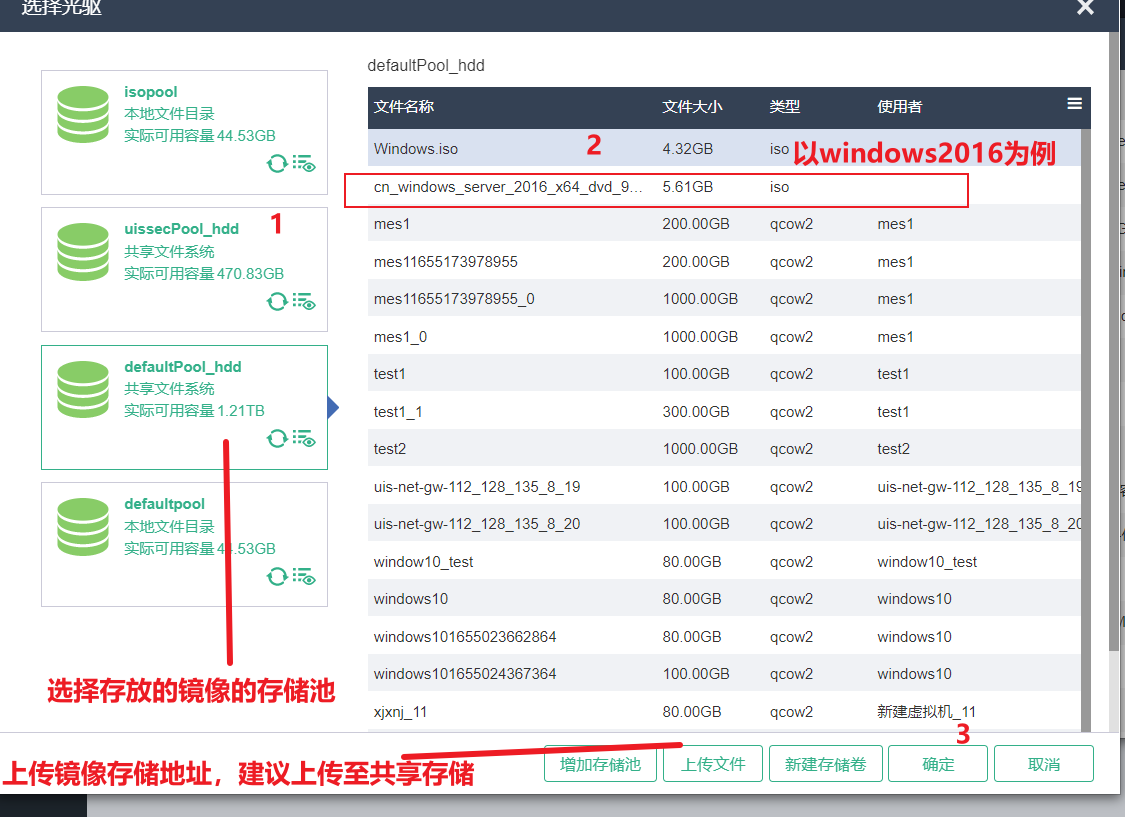 选择光驱
isopool
本地文件目录
实际可用容量 44.53GB
uissecPool_hdd
1
共享文件系统
实际可用容量 470.83GB
defaultPool_hdd
共享文件系统
实际可用容量 1.21TB
defaultpool
本地文件目录
实际可用容量 44.53GB
选择存放的镜像的存储池
defaultPool_hdd
文件名称 文件大小 类型 使用者
Windows.iso 2 4.32GB iso 以windows2016为例
cn_windows_server_2016_x64_dvd_9... 5.61GB iso
mes1 200.00GB qcow2 mes1
mes11655173978955 200.00GB qcow2 mes1
mes11655173978955_0 1000.00GB qcow2 mes1
mes1_0 1000.00GB qcow2 mes1
test1 100.00GB qcow2 test1
test1_1 300.00GB qcow2 test1
test2 1000.00GB qcow2 test2
uis-net-gw-112_128_135_8_19 100.00GB qcow2 uis-net-gw-112_128_135_8_19
uis-net-gw-112_128_135_8_20 100.00GB qcow2 uis-net-gw-112_128_135_8_20
window10_test 80.00GB qcow2 window10_test
windows10 80.00GB qcow2 windows10
windows101655023662864 80.00GB qcow2 windows10
windows101655024367364 100.00GB qcow2 windows10
xjxnj_11 80.00GB qcow2 新建虚拟机_11
3
上传镜像存储地址，建议上传至共享存储
增加存储池 上传文件 新建存储卷 确定 取消